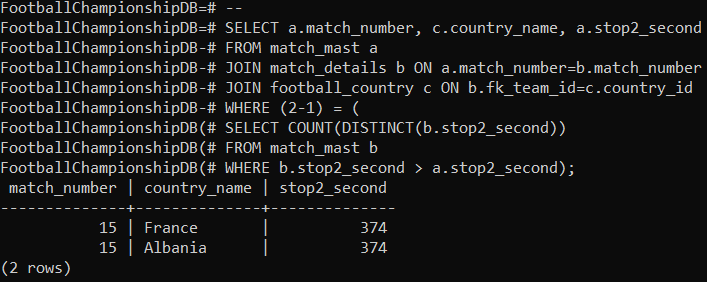 FootballChampionshipDB=# --
FootballChampionshipDB=# SELECT a.match_number, c.country_name, a.stop2_second
FootballChampionshipDB-# FROM match_mast a
FootballChampionshipDB-# JOIN match_details b ON a.match_number=b.match_number
FootballChampionshipDB-# JOIN football_country c ON b.fk_team_id=c.country_id
FootballChampionshipDB-# WHERE (2-1) = (
FootballChampionshipDB(# SELECT COUNT(DISTINCT(b.stop2_second))
FootballChampionshipDB(# FROM match_mast b
FootballChampionshipDB(# WHERE b.stop2_second > a.stop2_second);
 match_number | country_name | stop2_second
--------------+--------------+--------------
           15 | France       |          374
           15 | Albania      |          374
(2 rows)